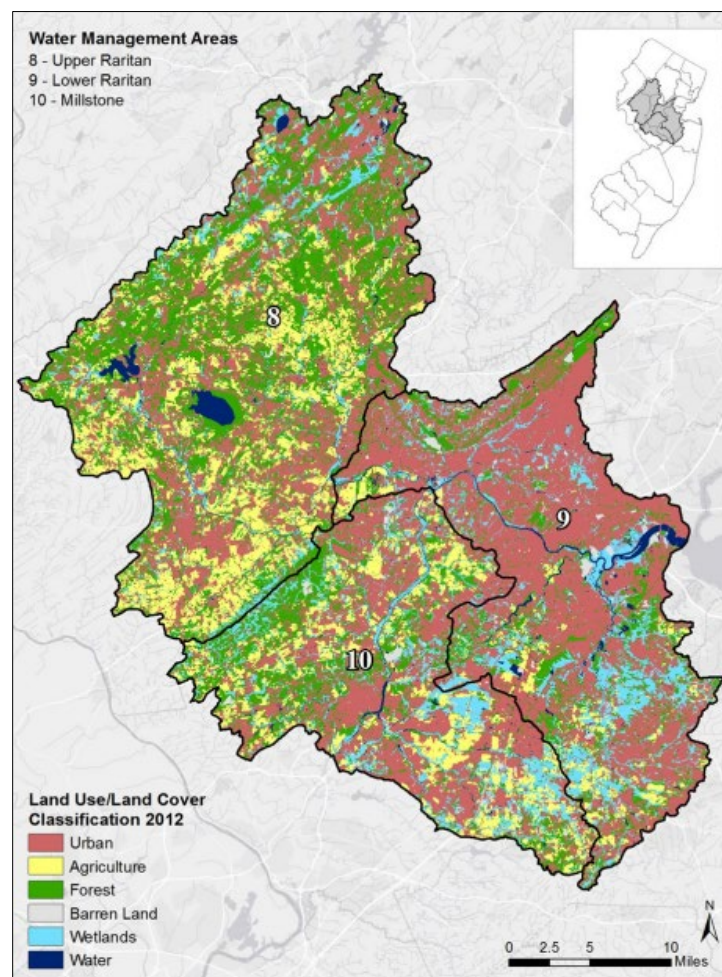 Water Management Areas
8 - Upper Raritan
9 - Lower Raritan
10 - Millstone
8
9
10
Land Use/Land Cover
Classification 2012
Urban
Agriculture
Forest
Barren Land
Wetlands
Water
N
0 2.5 5 10
Miles